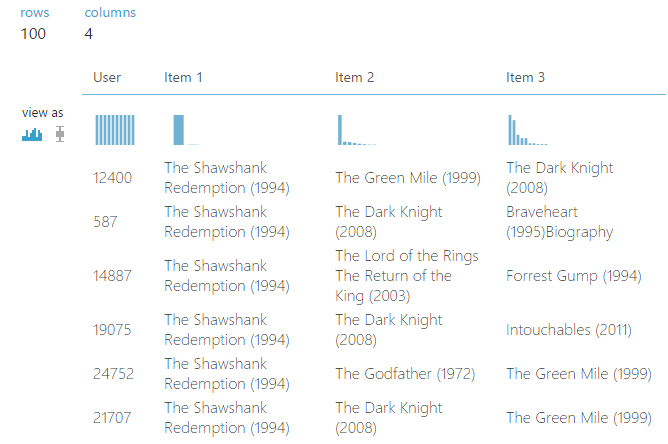 rows columns
100 4
User Item 1 Item 2 Item 3
view as
12400 The Shawshank Redemption (1994) The Green Mile (1999) The Dark Knight (2008)
587 The Shawshank Redemption (1994) The Dark Knight (2008) Braveheart (1995)Biography
14887 The Shawshank Redemption (1994) The Lord of the Rings The Return of the King (2003) Forrest Gump (1994)
19075 The Shawshank Redemption (1994) The Dark Knight (2008) Intouchables (2011)
24752 The Shawshank Redemption (1994) The Godfather (1972) The Green Mile (1999)
21707 The Shawshank Redemption (1994) The Dark Knight (2008) The Green Mile (1999)